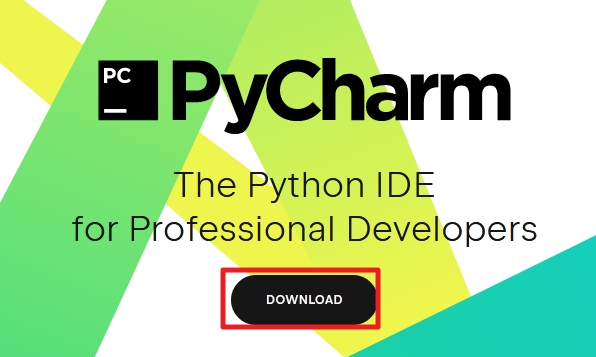 PC
PyCharm
The Python IDE
for Professional Developers
DOWNLOAD